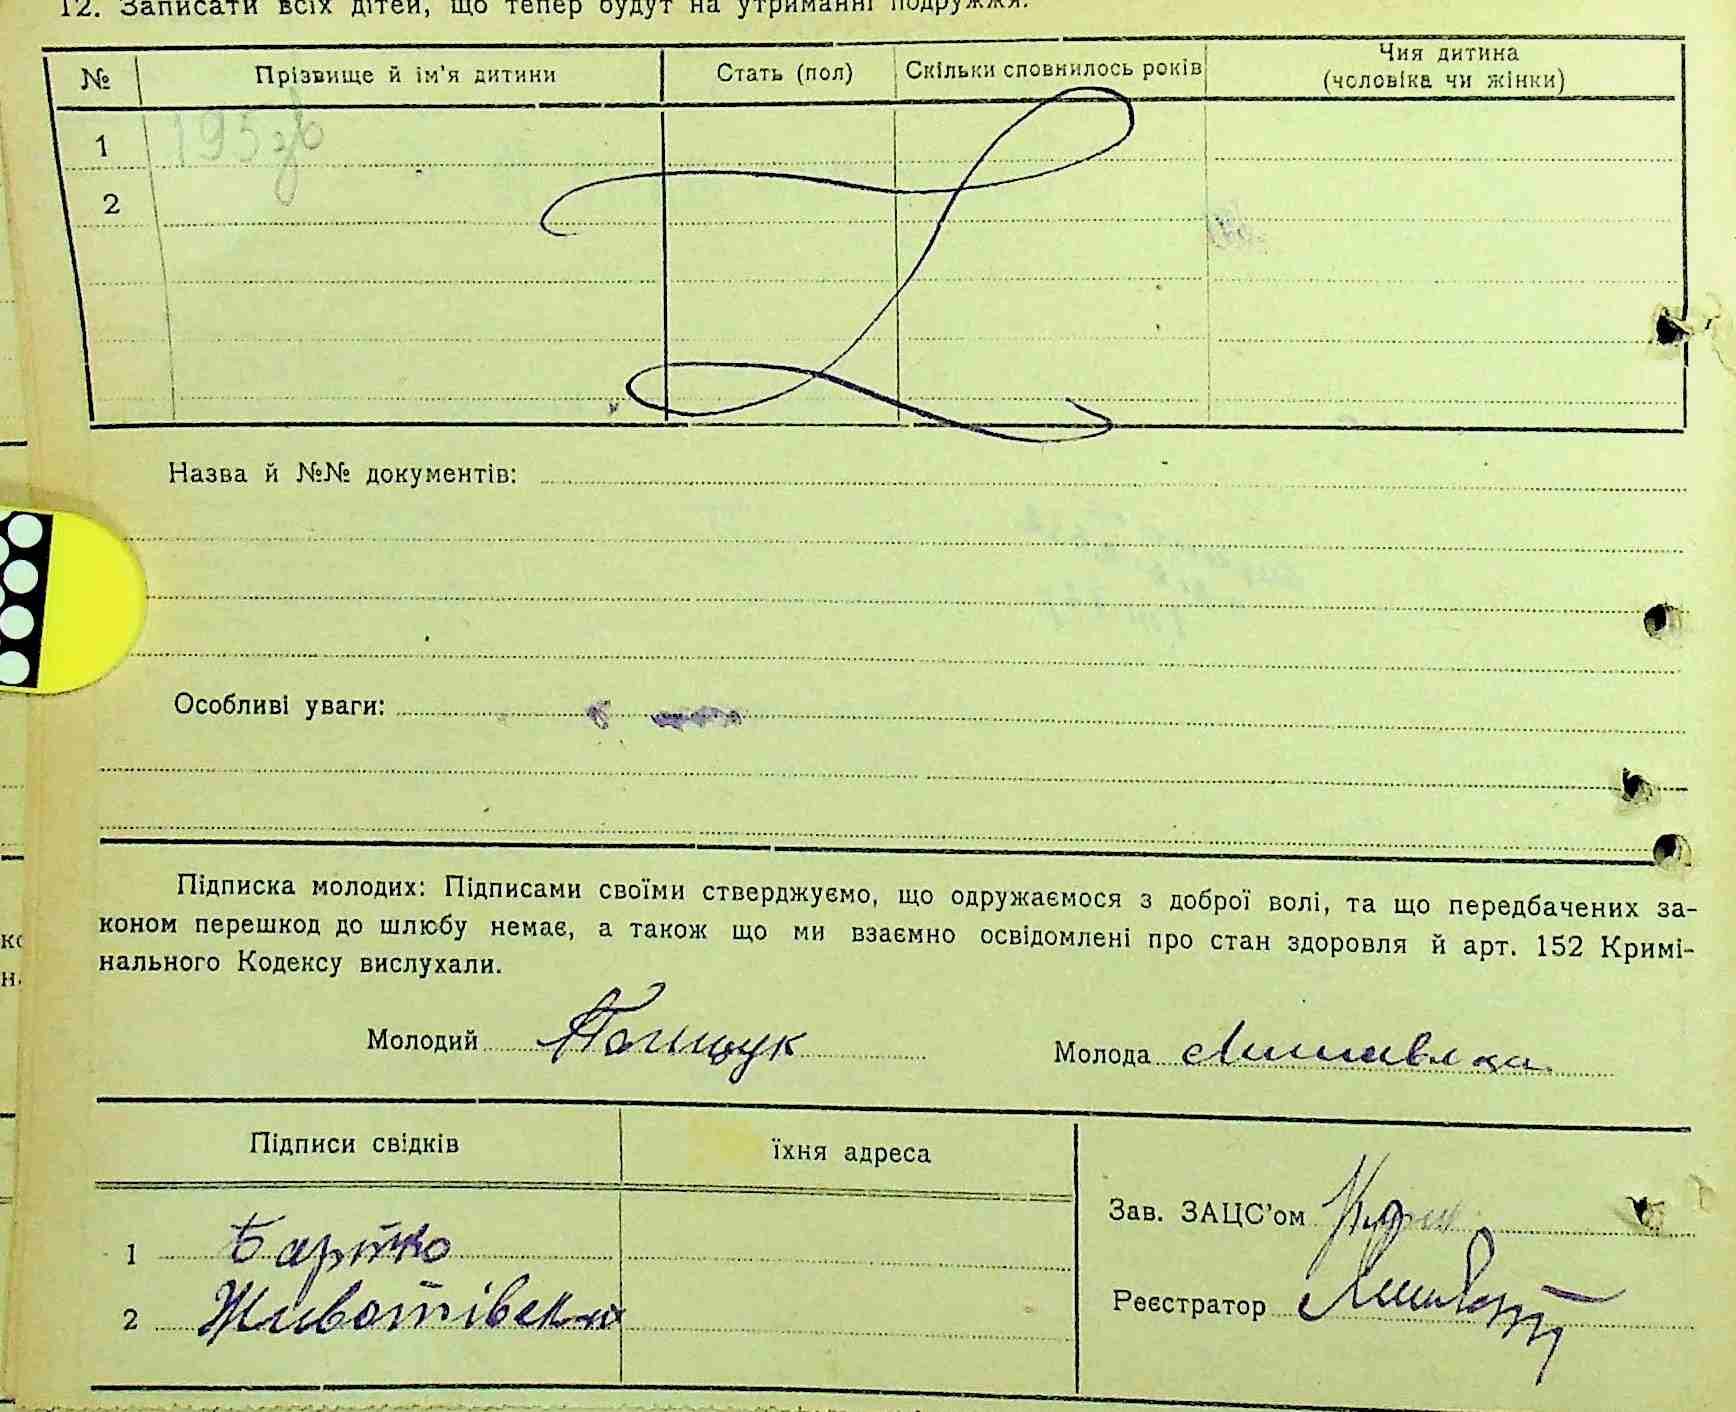 12. Записати всіх дітей, що тепер будут на утриманні подружжя.
№ Прізвище й ім'я дитини Стать (пол) Скільки сповнилось років Чия дитина
(чоловіка чи жінки)
1
2
Назва й №№ документів:
Особливі уваги:
Підписка молодих: Підписами своїми стверджуємо, що одружаємося з доброї волі, та що передбачених за-
коном перешкод до шлюбу немає, а також що ми взаємно освідомлені про стан здоровля й арт. 152 Кримі-
нального Кодексу вислухали.
Молодий Поліщук Молода
Підписи свідків їхня адреса
Зав. ЗАЦС'ом
1 Бартко
Реєстратор
2 Животівська